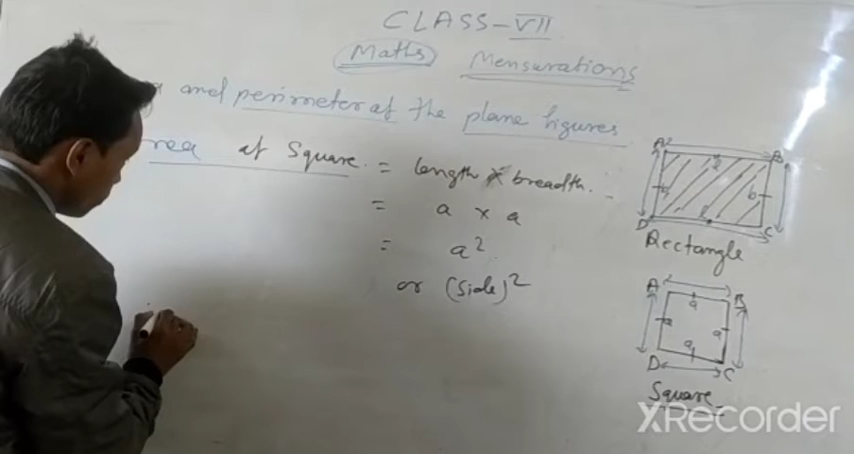 CLASS-VII
Maths Mensurations
and perimeter of the plane figures
rea of Square = length x breadth.
= a x a
= a²
or (Side)²
A B
b
D C
Rectangle
A B
a
a
a
D C
Square
XRecorder